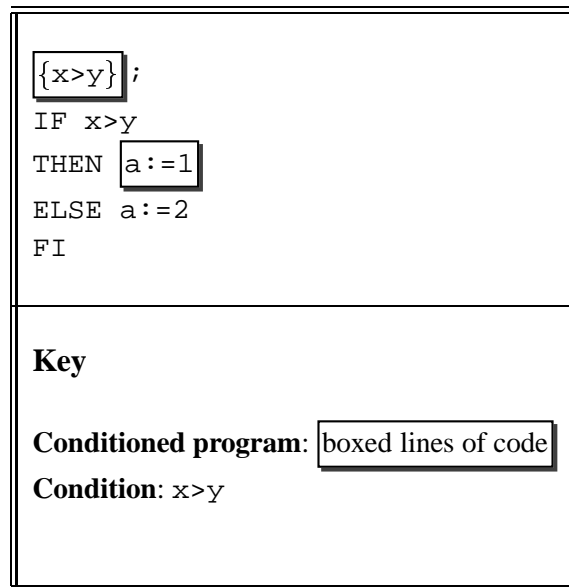 {x>y};
IF x>y
THEN a:=1
ELSE a:=2
FI
Key
Conditioned program: boxed lines of code
Condition: x>y